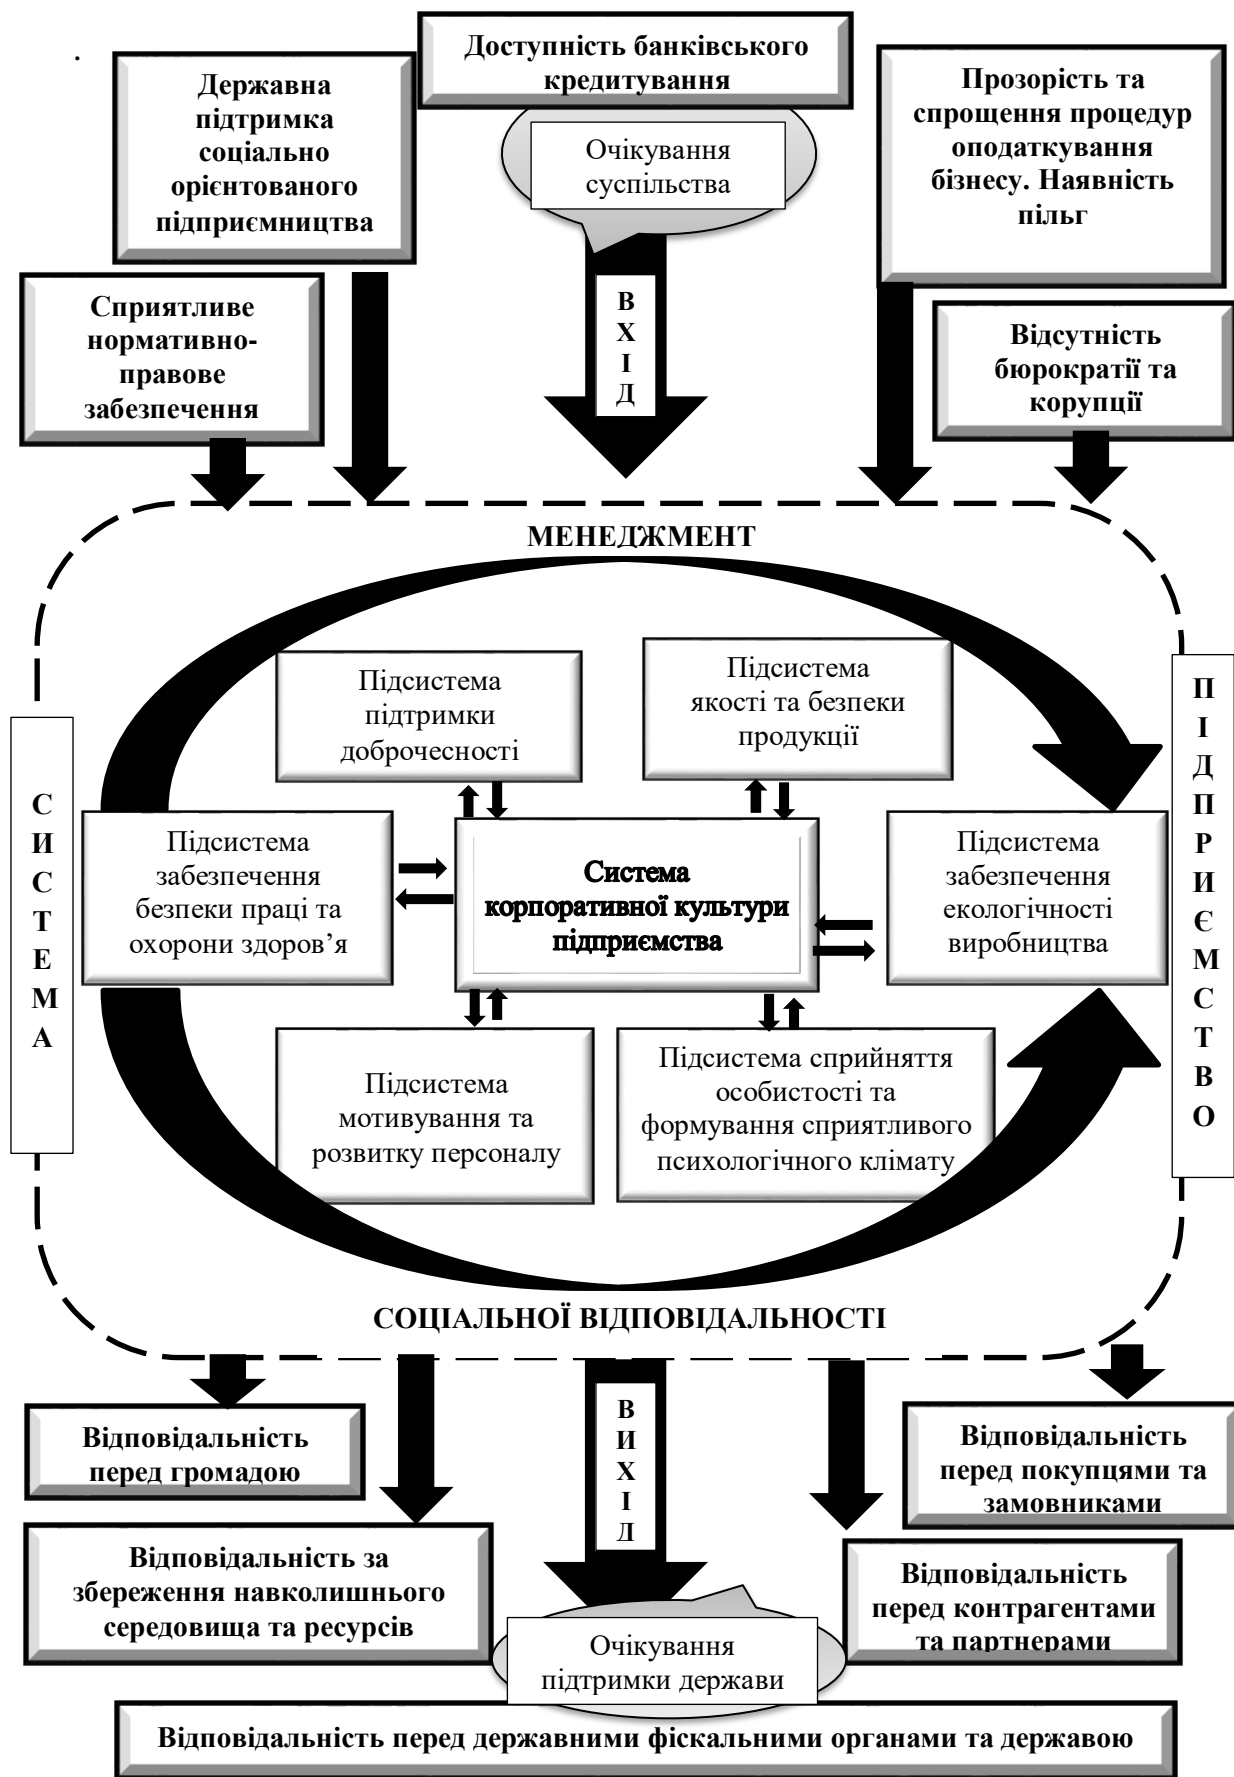 .
Доступність банківського
кредитування
Державна
підтримка
соціально
орієнтованого
підприємництва
Очікування
суспільства
Прозорість та
спрощення процедур
оподаткування
бізнесу. Наявність
пільг
Сприятливе
нормативно-
правове
забезпечення
В
Х
І
Д
Відсутність
бюрократії та
корупції
МЕНЕДЖМЕНТ
С
И
С
Т
Е
М
А
Підсистема
підтримки
доброчесності
Підсистема
якості та безпеки
продукції
П
І
Д
П
Р
И
Є
М
С
Т
В
О
Підсистема
забезпечення
безпеки праці та
охорони здоров’я
Система
корпоративної культури
підприємства
Підсистема
забезпечення
екологічності
виробництва
Підсистема
мотивування та
розвитку персоналу
Підсистема сприйняття
особистості та
формування сприятливого
психологічного клімату
СОЦІАЛЬНОЇ ВІДПОВІДАЛЬНОСТІ
Відповідальність
перед громадою
В
И
Х
І
Д
Відповідальність
перед покупцями та
замовниками
Відповідальність за
збереження навколишнього
середовища та ресурсів
Відповідальність
перед контрагентами
та партнерами
Очікування
підтримки держави
Відповідальність перед державними фіскальними органами та державою